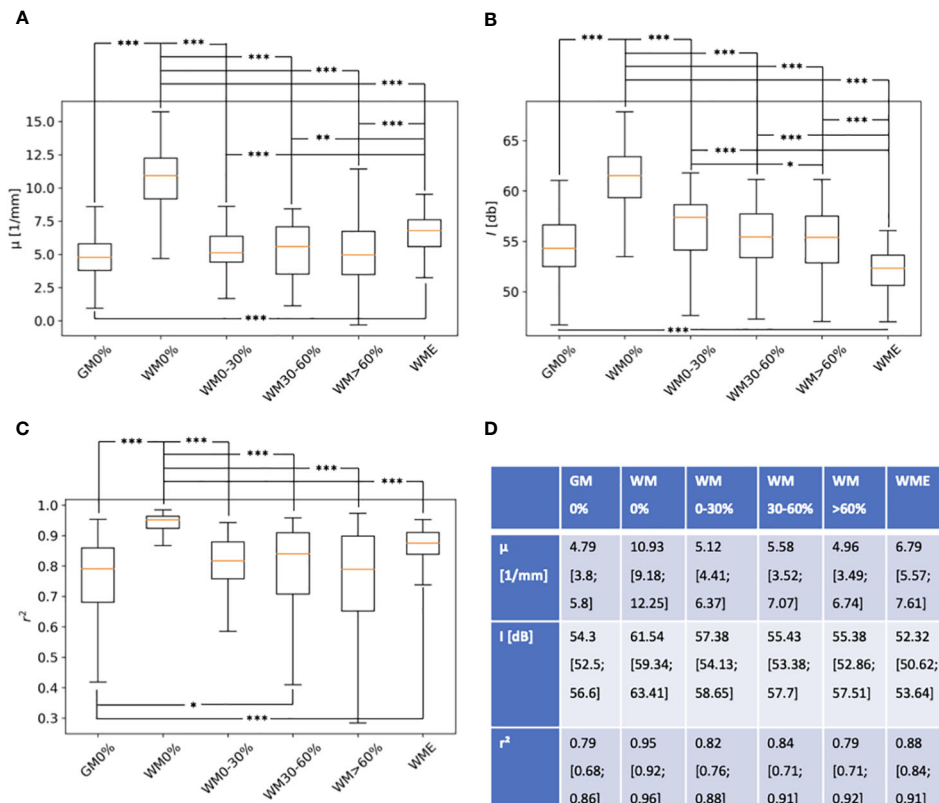 A
*** ***
***
***
***
***
**
***
15.0
12.5
10.0
7.5
5.0
2.5
0.0
μ [1/mm]
***
GM0% WM0% WM0-30% WM30-60% WM>60% WME
B
*** ***
***
***
***
***
***
***
*
65
60
55
50
I [db]
***
GM0% WM0% WM0-30% WM30-60% WM>60% WME
C
*** ***
***
***
***
1.0
0.9
0.8
0.7
0.6
0.5
0.4
0.3
r²
*
***
GM0% WM0% WM0-30% WM30-60% WM>60% WME
D
GM WM WM WM WM WME
0% 0% 0-30% 30-60% >60%
μ 4.79 10.93 5.12 5.58 4.96 6.79
[1/mm] [3.8; [9.18; [4.41; [3.52; [3.49; [5.57;
5.8] 12.25] 6.37] 7.07] 6.74] 7.61]
I [dB] 54.3 61.54 57.38 55.43 55.38 52.32
[52.5; [59.34; [54.13; [53.38; [52.86; [50.62;
56.6] 63.41] 58.65] 57.7] 57.51] 53.64]
r² 0.79 0.95 0.82 0.84 0.79 0.88
[0.68; [0.92; [0.76; [0.71; [0.71; [0.84;
0.86] 0.96] 0.88] 0.91] 0.92] 0.91]